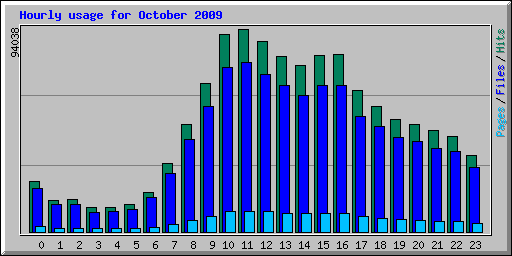 Hourly usage for October 2009
94038
Pages/Files/Hits
0 1 2 3 4 5 6 7 8 9 10 11 12 13 14 15 16 17 18 19 20 21 22 23